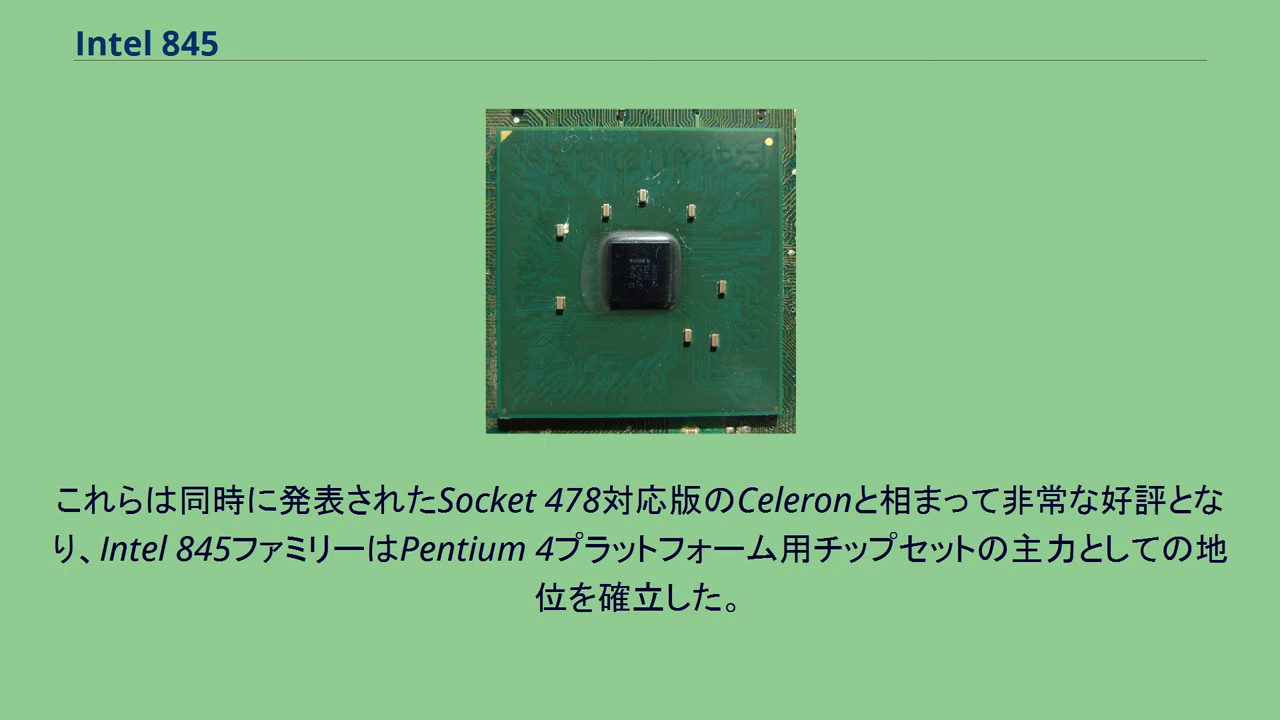 Intel 845
これらは同時に発表されたSocket 478対応版のCeleronと相まって非常な好評とな
り、Intel 845ファミリーはPentium 4プラットフォーム用チップセットの主力としての地
位を確立した。